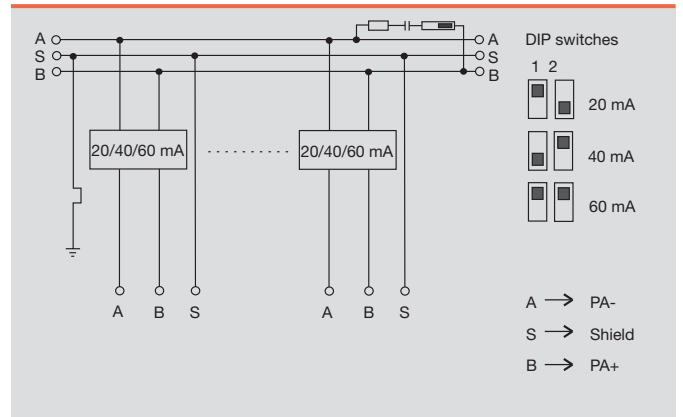 A A
S S
B B
DIP switches
1 2
20 mA
40 mA
60 mA
20/40/60 mA 20/40/60 mA
A B S A B S
A → PA-
S → Shield
B → PA+